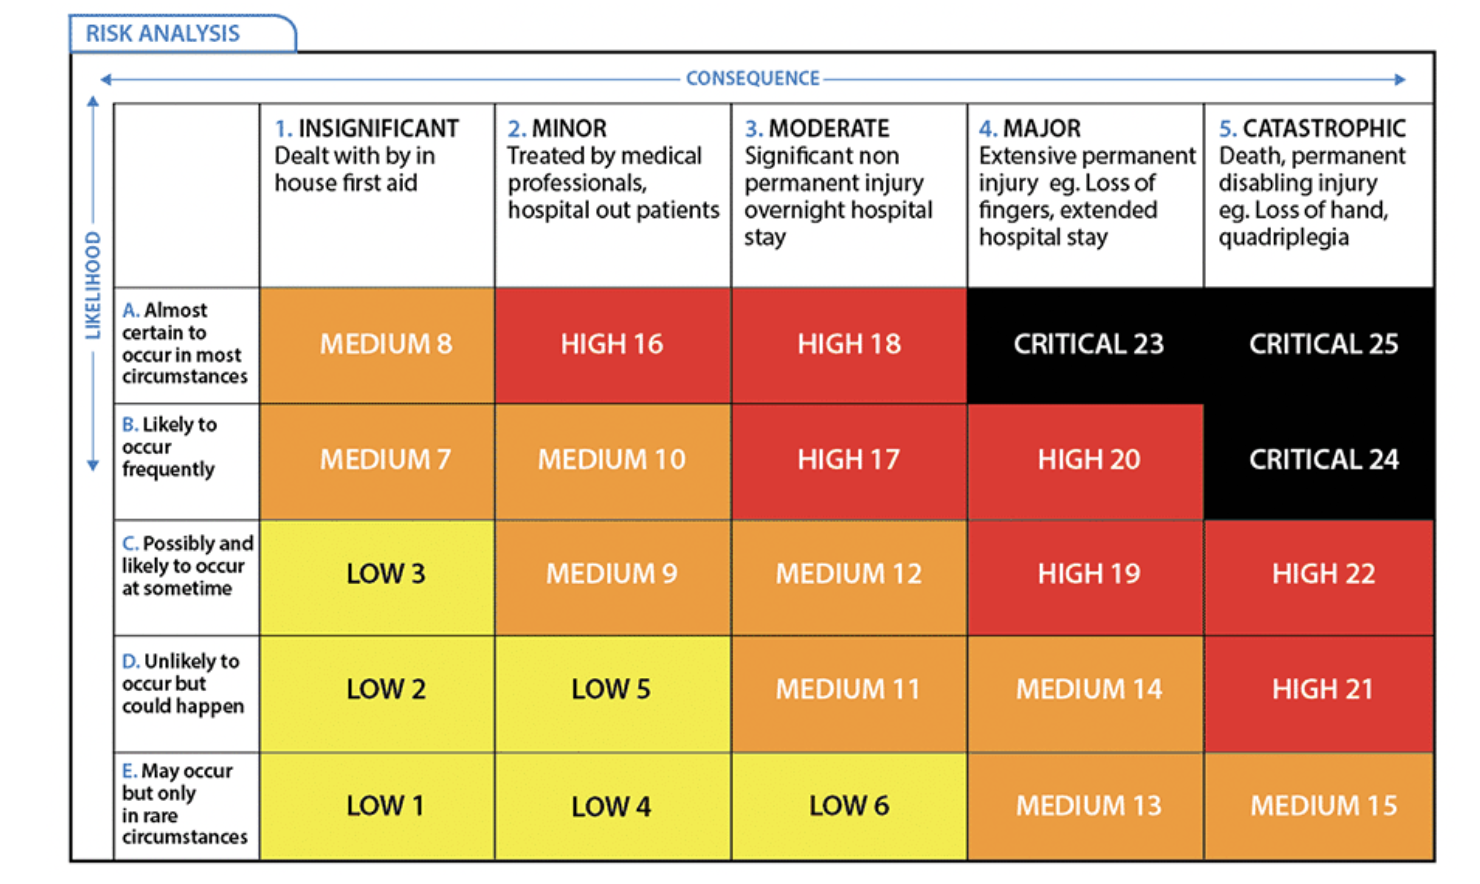 RISK ANALYSIS
CONSEQUENCE
LIKELIHOOD
1. INSIGNIFICANT
Dealt with by in
house first aid
2. MINOR
Treated by medical
professionals,
hospital out patients
3. MODERATE
Significant non
permanent injury
overnight hospital
stay
4. MAJOR
Extensive permanent
injury eg. Loss of
fingers, extended
hospital stay
5. CATASTROPHIC
Death, permanent
disabling injury
eg. Loss of hand,
quadriplegia
A. Almost
certain to
occur in most
circumstances
MEDIUM 8
HIGH 16
HIGH 18
CRITICAL 23
CRITICAL 25
B. Likely to
occur
frequently
MEDIUM 7
MEDIUM 10
HIGH 17
HIGH 20
CRITICAL 24
C. Possibly and
likely to occur
at sometime
LOW 3
MEDIUM 9
MEDIUM 12
HIGH 19
HIGH 22
D. Unlikely to
occur but
could happen
LOW 2
LOW 5
MEDIUM 11
MEDIUM 14
HIGH 21
E. May occur
but only
in rare
circumstances
LOW 1
LOW 4
LOW 6
MEDIUM 13
MEDIUM 15